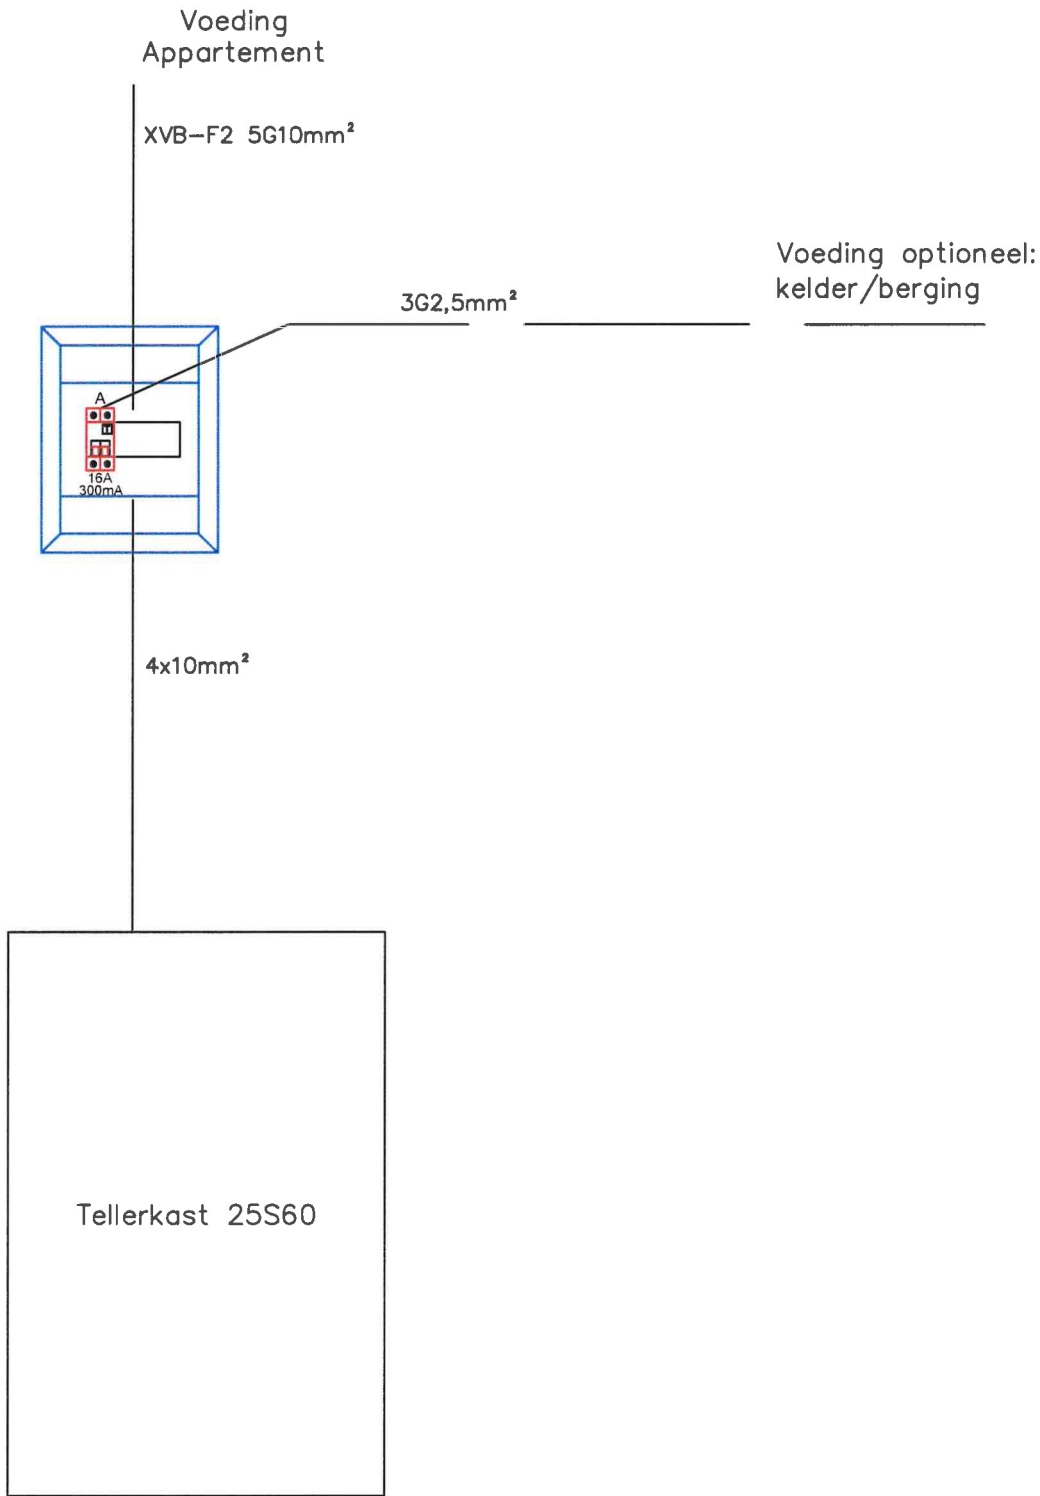 Voeding
Appartement
XVB-F2 5G10mm²
Voeding optioneel:
kelder/berging
3G2,5mm²
A
16A
300mA
4x10mm²
Tellerkast 25S60